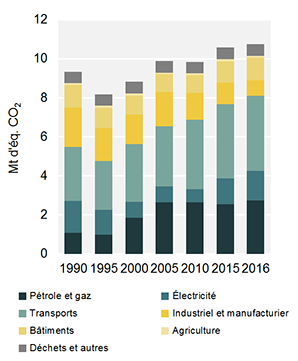 Mt d'éq. CO₂
12
10
8
6
4
2
0
1990 1995 2000 2005 2010 2015 2016
Pétrole et gaz
Électricité
Transports
Industriel et manufacturier
Bâtiments
Agriculture
Déchets et autres